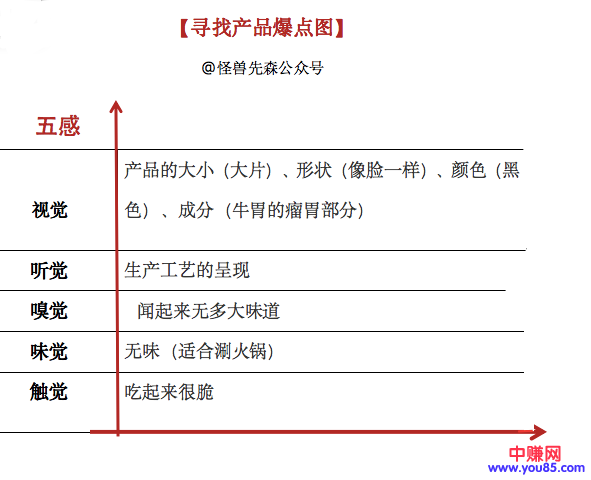 【寻找产品爆点图】
@怪兽先森公众号
五感
产品的大小（大片）、形状（像脸一样）、颜色（黑
视觉 色）、成分（牛胃的瘤胃部分）
听觉 生产工艺的呈现
嗅觉 闻起来无多大味道
味觉 无味（适合涮火锅）
触觉 吃起来很脆
中赚网
www.you85.com